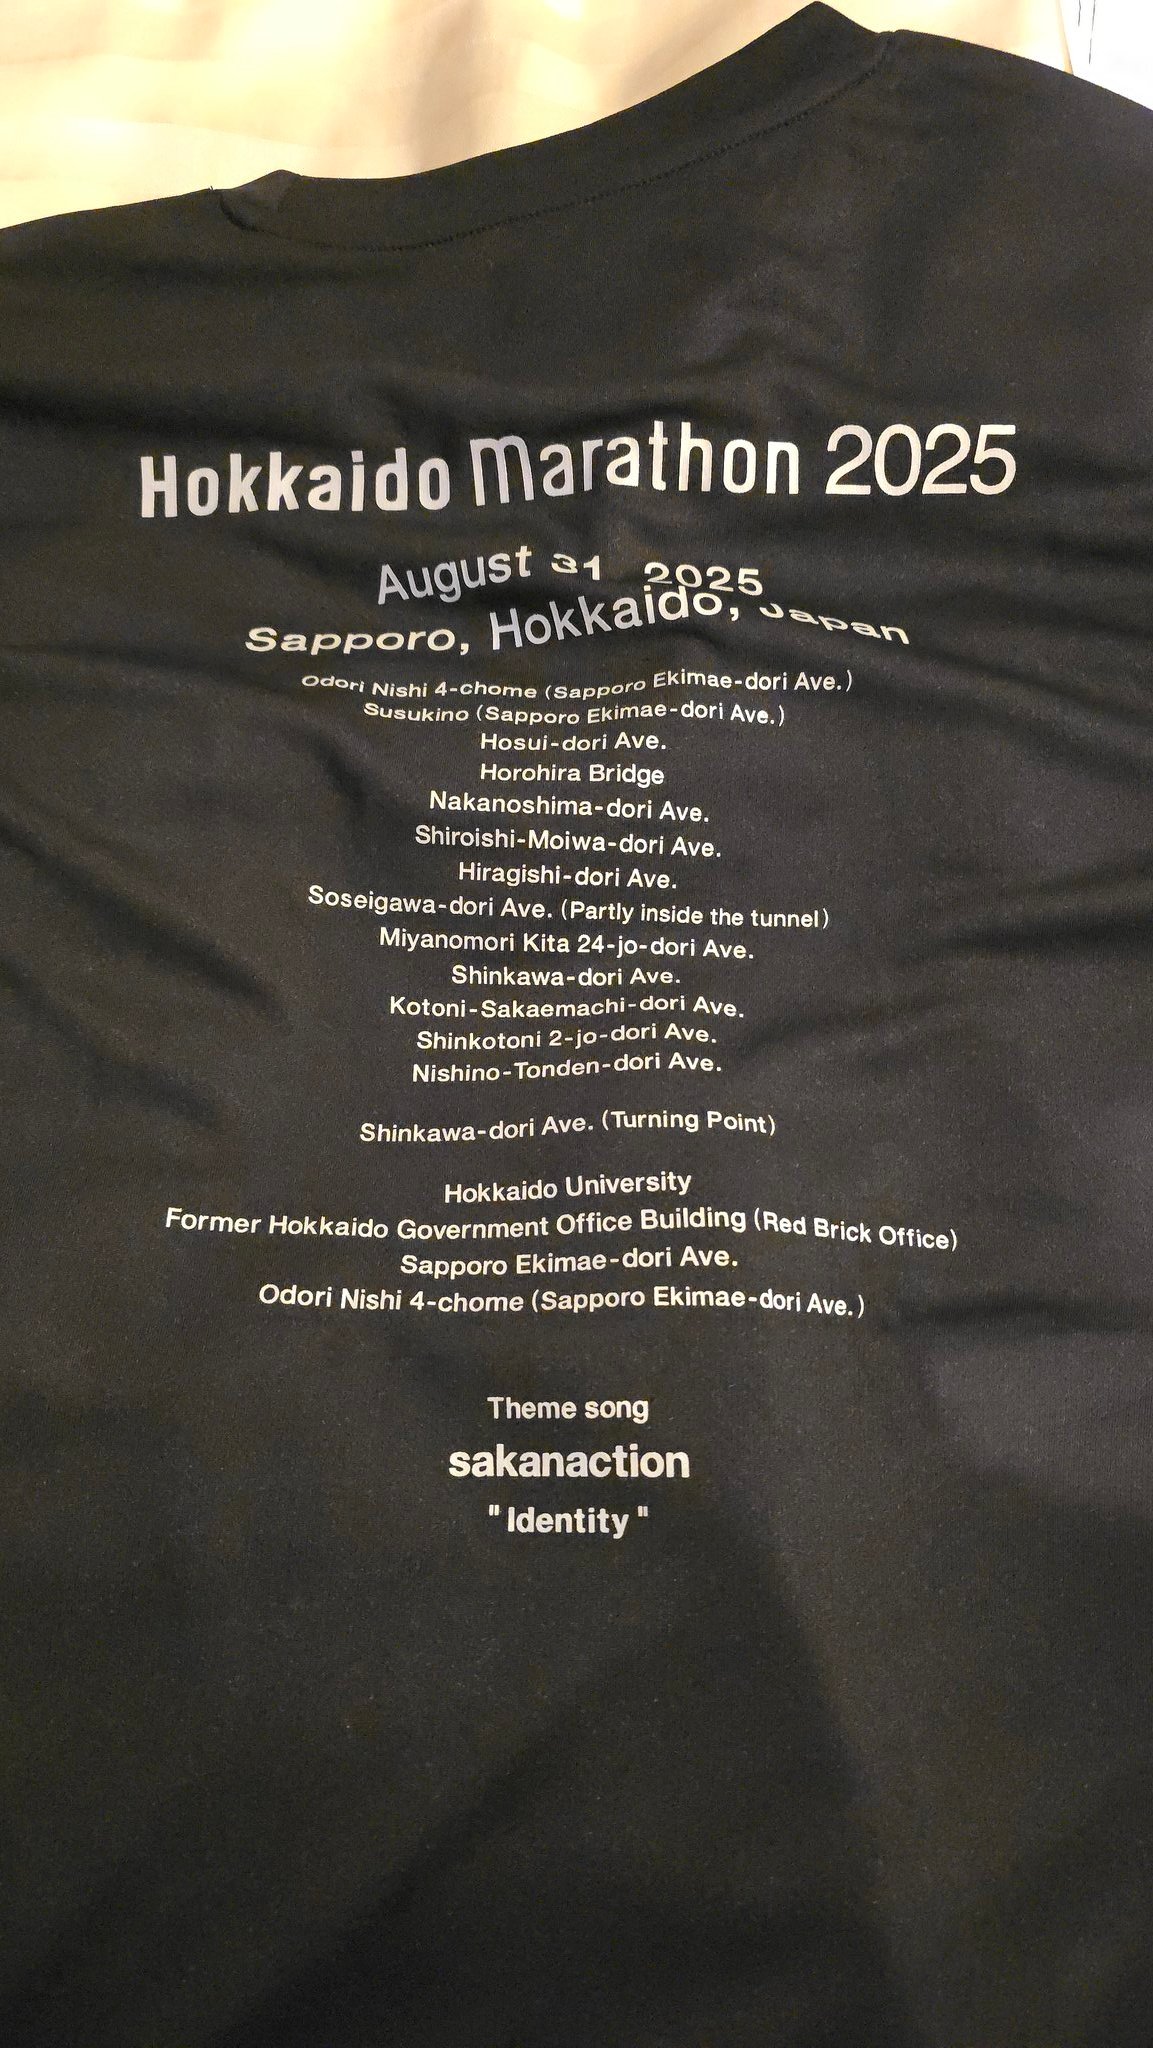 Hokkaido Marathon 2025
August 31 2025
Sapporo, Hokkaido, Japan
Odori Nishi 4-chome (Sapporo Ekimae-dori Ave.)
Susukino (Sapporo Ekimae-dori Ave.)
Hosui-dori Ave.
Horohira Bridge
Nakanoshima-dori Ave.
Shiroishi-Moiwa-dori Ave.
Hiragishi-dori Ave.
Soseigawa-dori Ave. (Partly inside the tunnel)
Miyanomori Kita 24-jo-dori Ave.
Shinkawa-dori Ave.
Kotoni-Sakaemachi-dori Ave.
Shinkotoni 2-jo-dori Ave.
Nishino-Tonden-dori Ave.
Shinkawa-dori Ave. (Turning Point)
Hokkaido University
Former Hokkaido Government Office Building (Red Brick Office)
Sapporo Ekimae-dori Ave.
Odori Nishi 4-chome (Sapporo Ekimae-dori Ave.)
Theme song
sakanaction
"Identity"